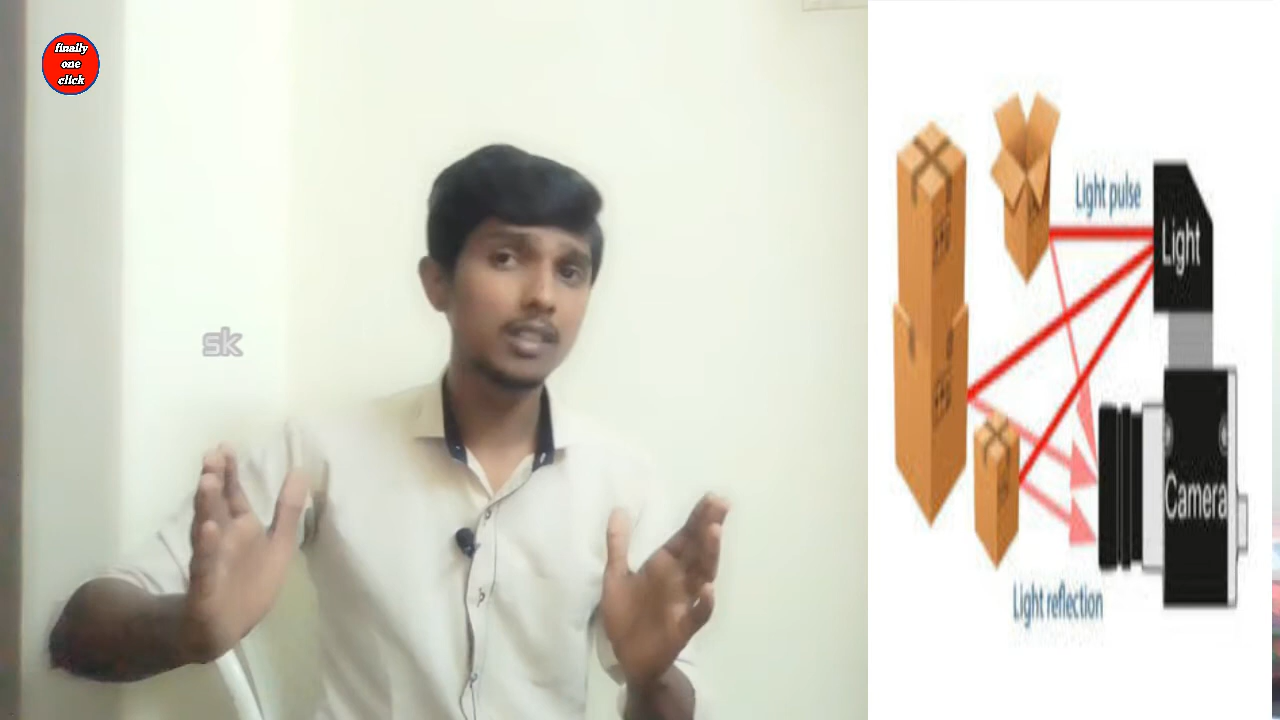 finally
one
click
sk
Light pulse
Light
Camera
Light reflection